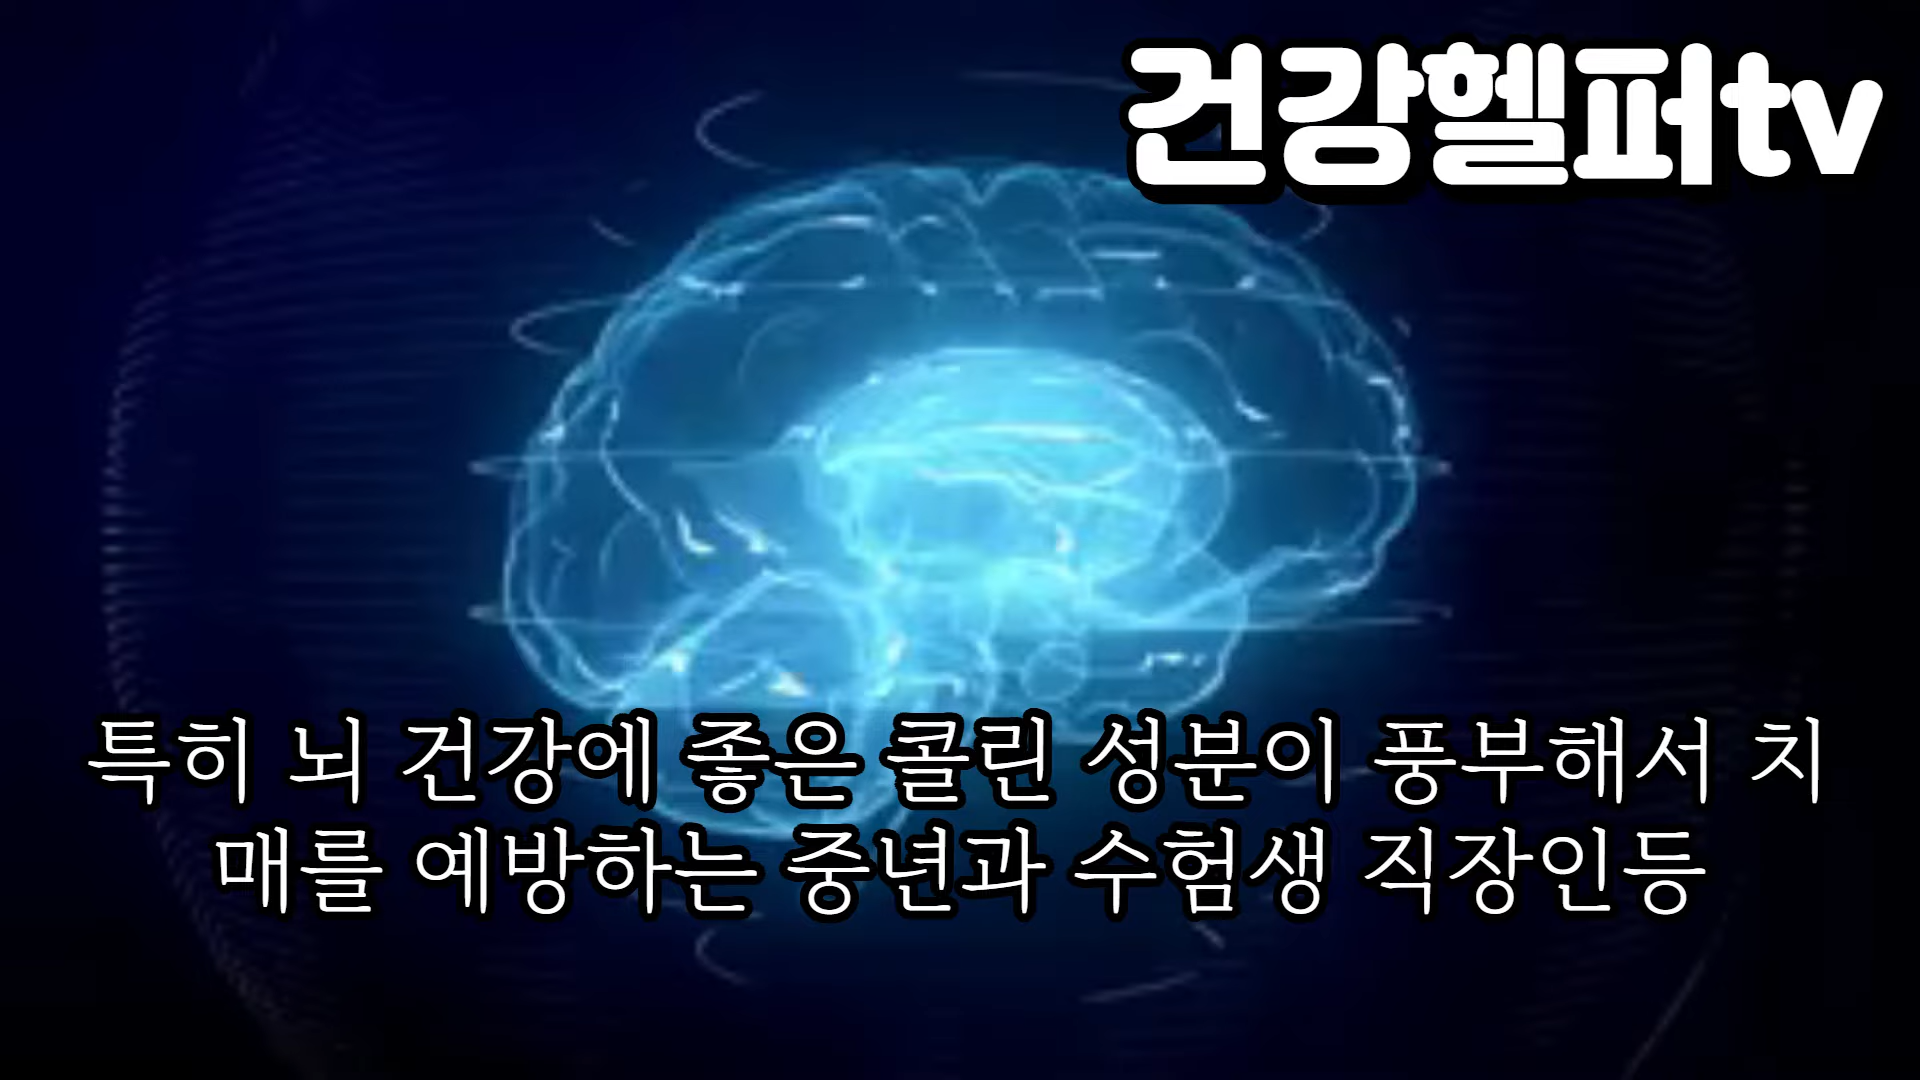 건강헬퍼tv
특히 뇌 건강에 좋은 콜린 성분이 풍부해서 치
매를 예방하는 중년과 수험생 직장인등